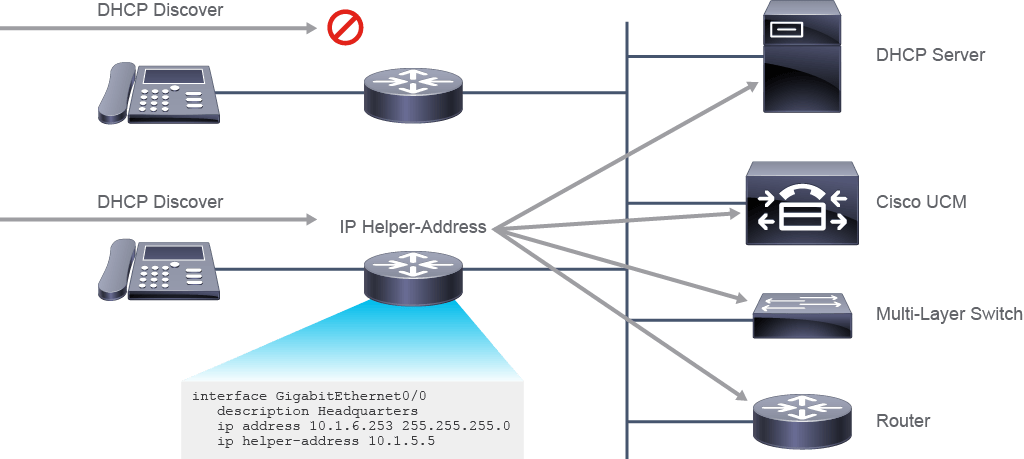 DHCP Discover
DHCP Server
DHCP Discover
Cisco UCM
IP Helper-Address
Multi-Layer Switch
interface GigabitEthernet0/0
description Headquarters
ip address 10.1.6.253 255.255.255.0
ip helper-address 10.1.5.5
Router